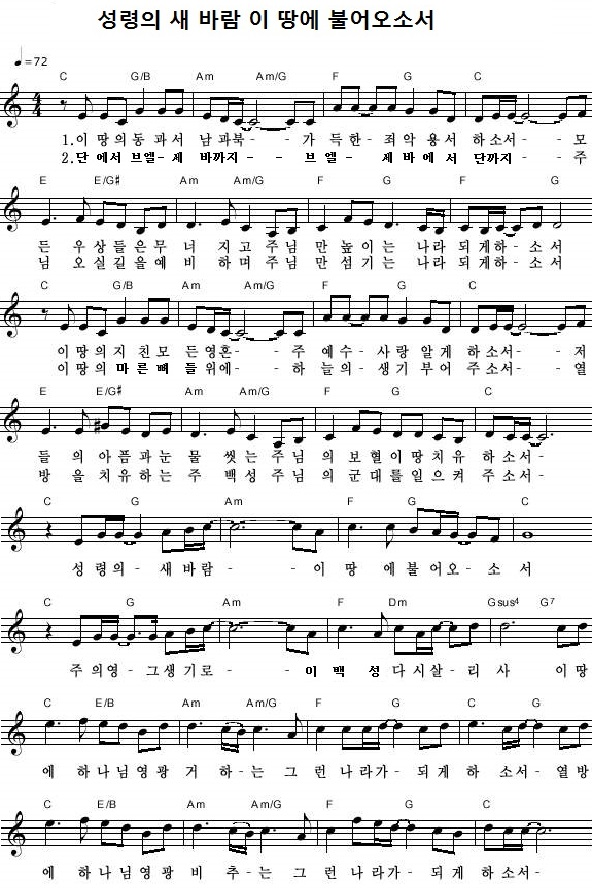 성령의 새 바람 이 땅에 불어오소서
♩=72
C G/B Am Am/G F G C
1.이 땅의동 과서 남과북- - 가 득한- 죄악 용서 하소서- 모
2.단 에서 브엘-세 바까지- - 브엘- 세 바에서 단까지- 주
E E/G# Am Am/G F G F G
든 우상들은무 너 지고 주님 만 높이 는 나라 되게하-소서
님 오실길을예 비 하며 주님 만 섬기 는 나라 되게하-소서
C G/B Am Am/G F G C
이 땅의지 친모 든영혼- - 주 예수-사랑 알게 하소서- 저
이 땅의 마른 뼈 들위에- - 하 늘의-생기 부어 주소서- 열
E E/G# Am Am/G F G C
들 의 아픔과눈 물 씻는 주님 의 보혈이땅치유 하소서-
방 을 치유하는 주 백성 주님 의 군대를일으켜 주소서-
C G Am F G C
성 령의- 새바람- - - 이 땅 에불어오-소 서
C G Am F Dm Gsus4 G7
주 의영-그생기로- - - 이 백 성 다시살-리 사 이 땅
C E/B Am Am/G F G C G
에 하 나님 영광 거 하-는 그 런 나라가-되게 하 소서-열방
C E/B Am Am/G F G C
에 하 나님 영광 비 추-는 그 런 나라가-되게 하 소서-